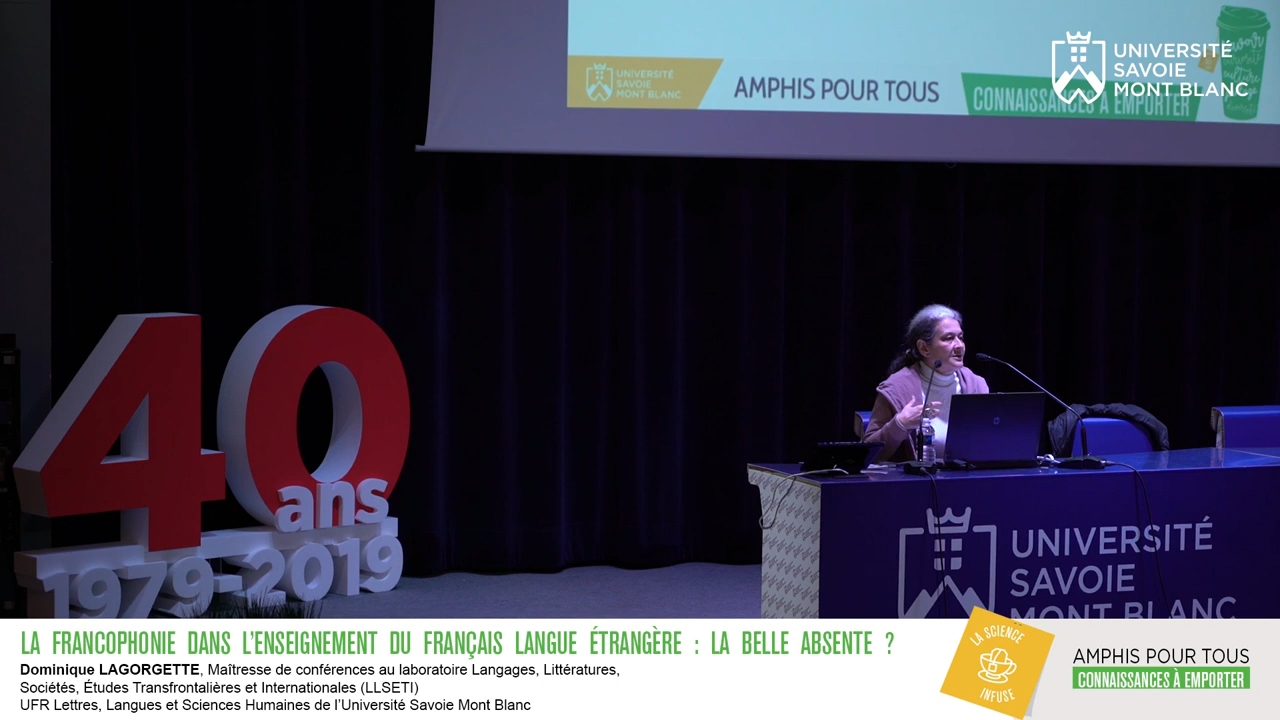 UNIVERSITÉ
SAVOIE
MONT BLANC
AMPHIS POUR TOUS
CONNAISSANCES À EMPORTER
UNIVERSITÉ
SAVOIE
MONT BLANC
40
ans
1979-2019
UNIVERSITÉ
SAVOIE
MONT BLANC
LA FRANCOPHONIE DANS L'ENSEIGNEMENT DU FRANÇAIS LANGUE ÉTRANGÈRE : LA BELLE ABSENTE ?
Dominique LAGORGETTE, Maîtresse de conférences au laboratoire Langages, Littératures,
Sociétés, Études Transfrontalières et Internationales (LLSETI)
UFR Lettres, Langues et Sciences Humaines de l'Université Savoie Mont Blanc
LA SCIENCE
INFUSE
AMPHIS POUR TOUS
CONNAISSANCES À EMPORTER